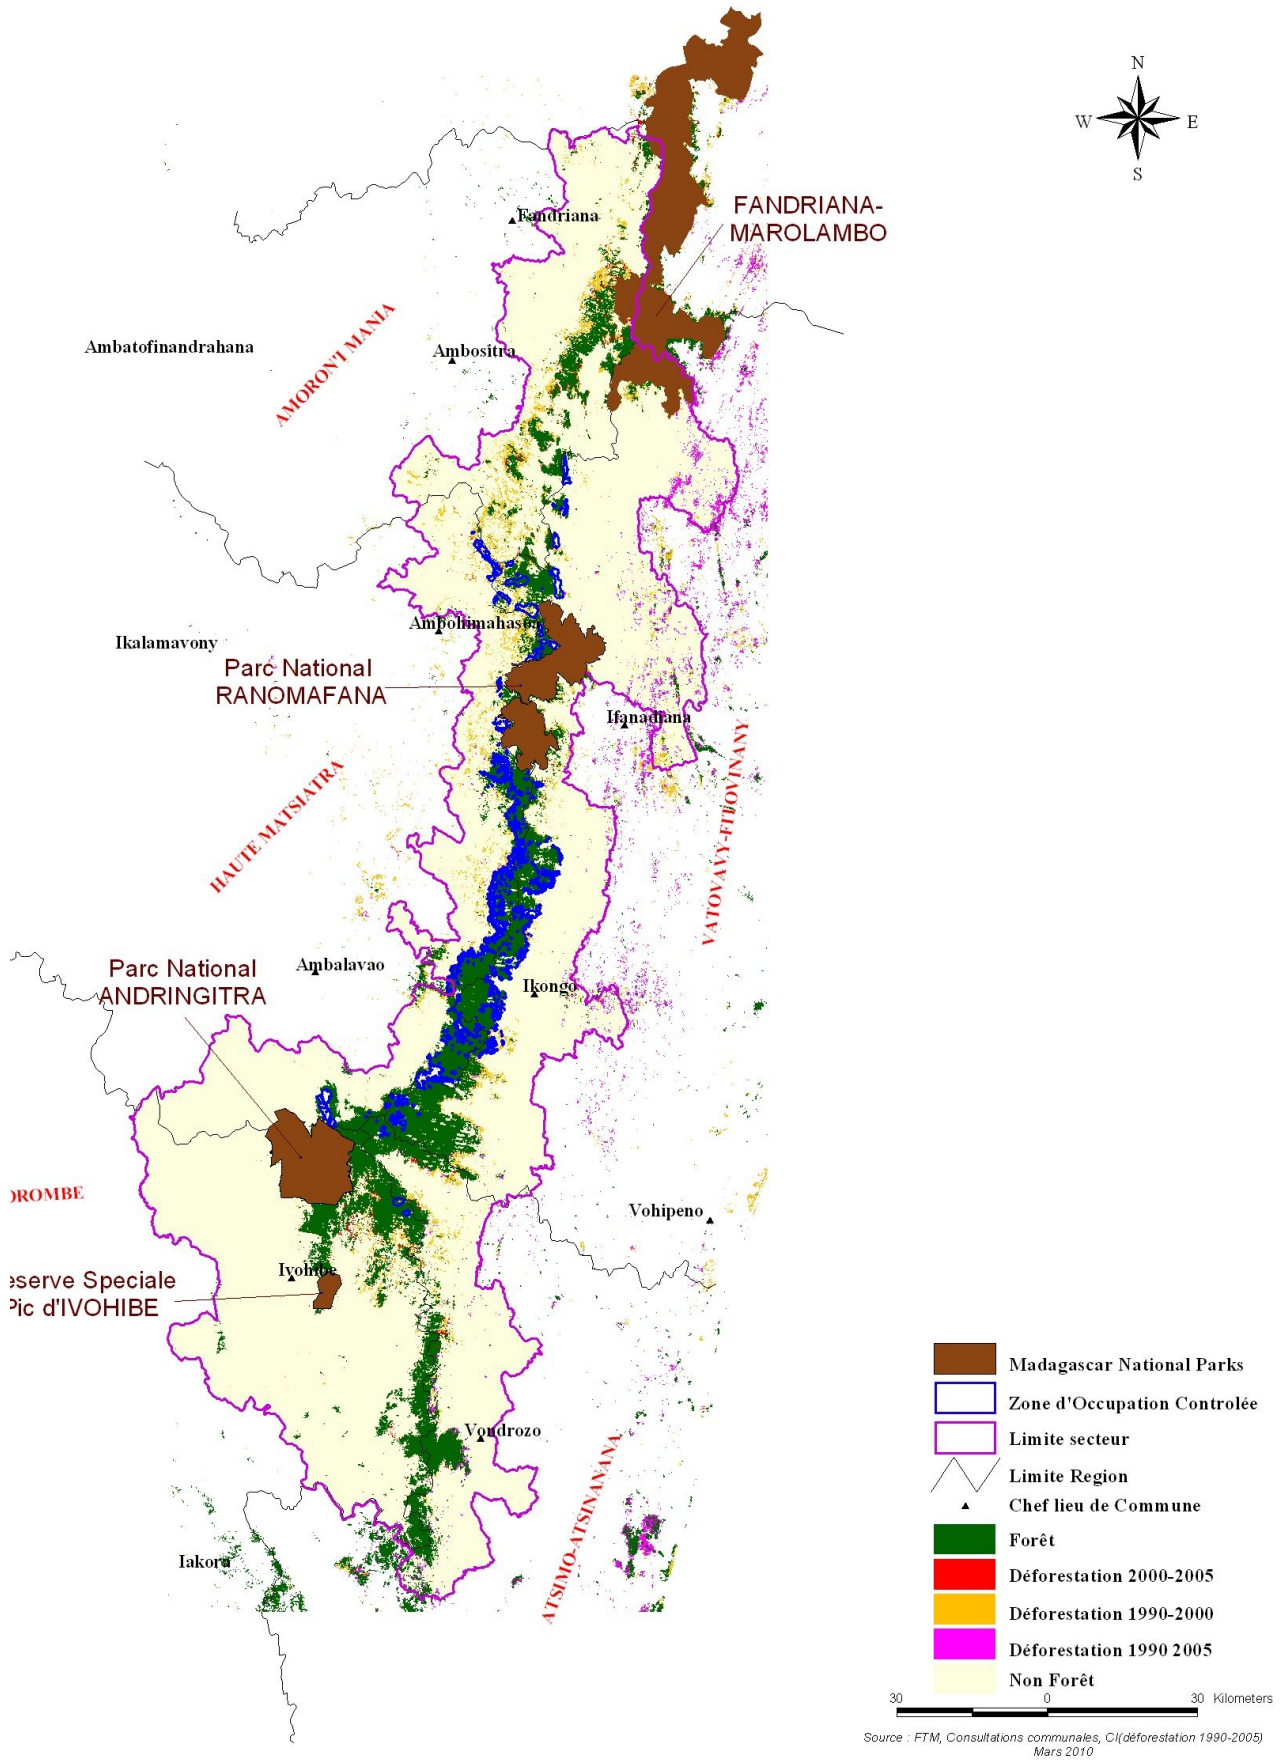 N
W E
S
FANDRIANA-
MAROLAMBO
Fandriana
AMORON'I MANIA
Ambatofinandrahana
Ambositra
Ambohimahasoa
Ikalamavony
Parc National
RANOMAFANA
Ifanadiana
HAUTE MATSIATRA
VATOVAVY-FITOVINANY
Parc National
ANDRINGITRA
Ambalavao
Ikongo
OROMBE
Vohipeno
eserve Speciale
Pic d'IVOHIBE
Ivohibe
Vondrozo
ATSIMO-ATSINANANA
Iakora
Madagascar National Parks
Zone d'Occupation Controlée
Limite secteur
Limite Region
Chef lieu de Commune
Forêt
Déforestation 2000-2005
Déforestation 1990-2000
Déforestation 1990 2005
Non Forêt
30 0 30 Kilometers
Source : FTM, Consultations communales, CI(déforestation 1990-2005)
Mars 2010